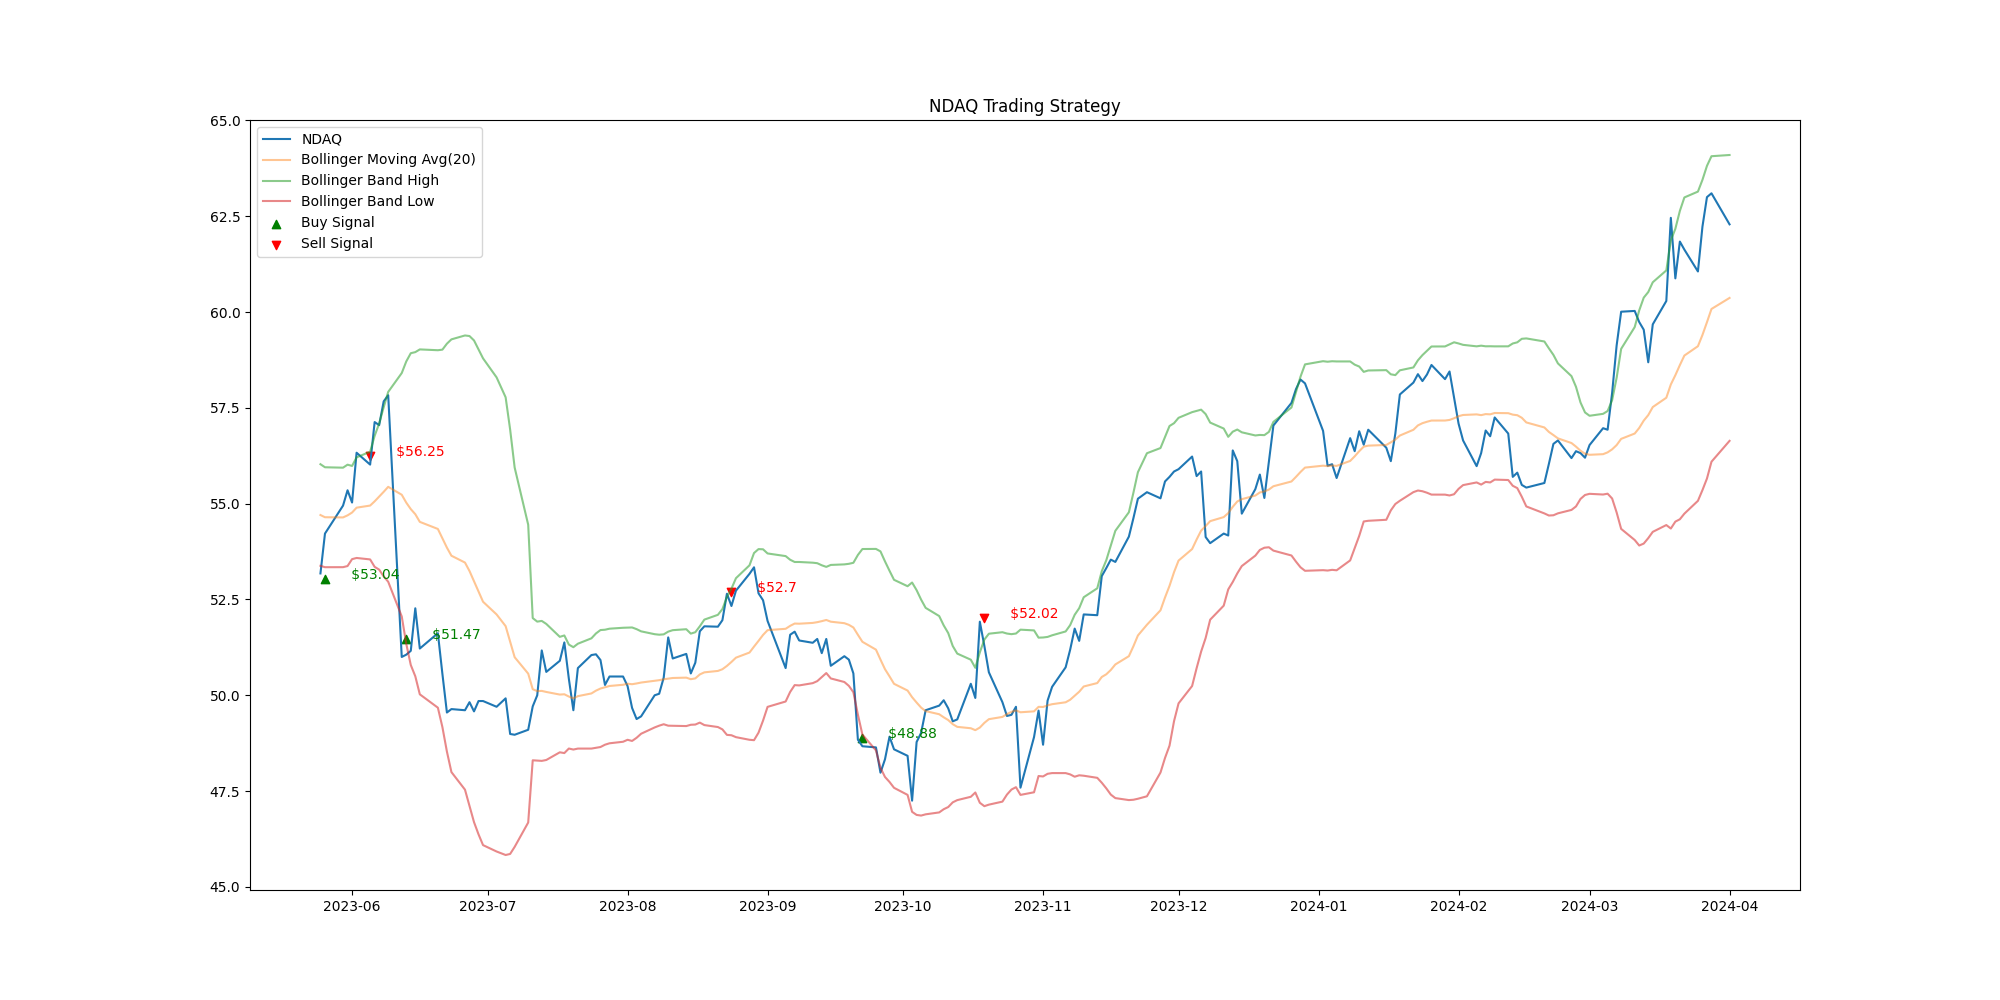 NDAQ Trading Strategy
65.0
62.5
60.0
57.5
55.0
52.5
50.0
47.5
45.0
NDAQ
Bollinger Moving Avg(20)
Bollinger Band High
Bollinger Band Low
Buy Signal
Sell Signal
$56.25
$53.04
$51.47
$52.7
$48.88
$52.02
2023-06 2023-07 2023-08 2023-09 2023-10 2023-11 2023-12 2024-01 2024-02 2024-03 2024-04